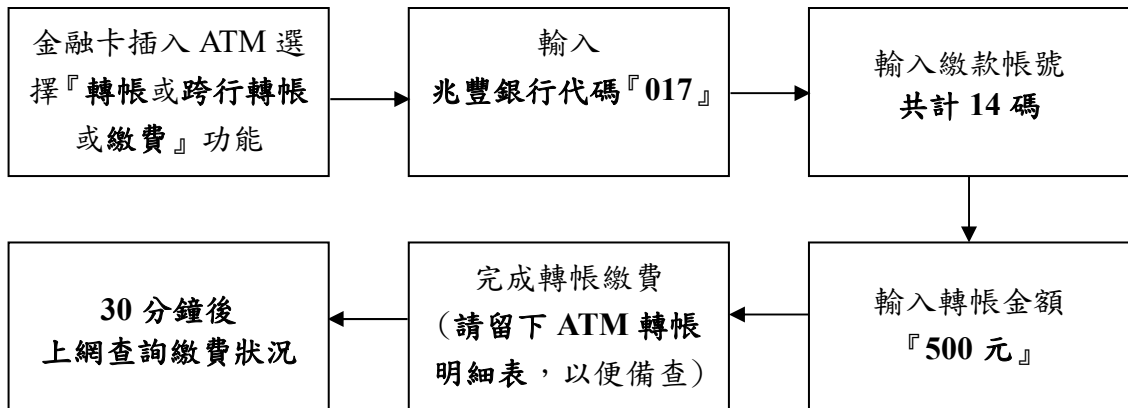 金融卡插入 ATM 選
擇『轉帳或跨行轉帳
或繳費』功能
輸入
兆豐銀行代碼『017』
輸入繳款帳號
共計 14 碼
輸入轉帳金額
『500 元』
完成轉帳繳費
（請留下 ATM 轉帳
明細表，以便備查）
30 分鐘後
上網查詢繳費狀況